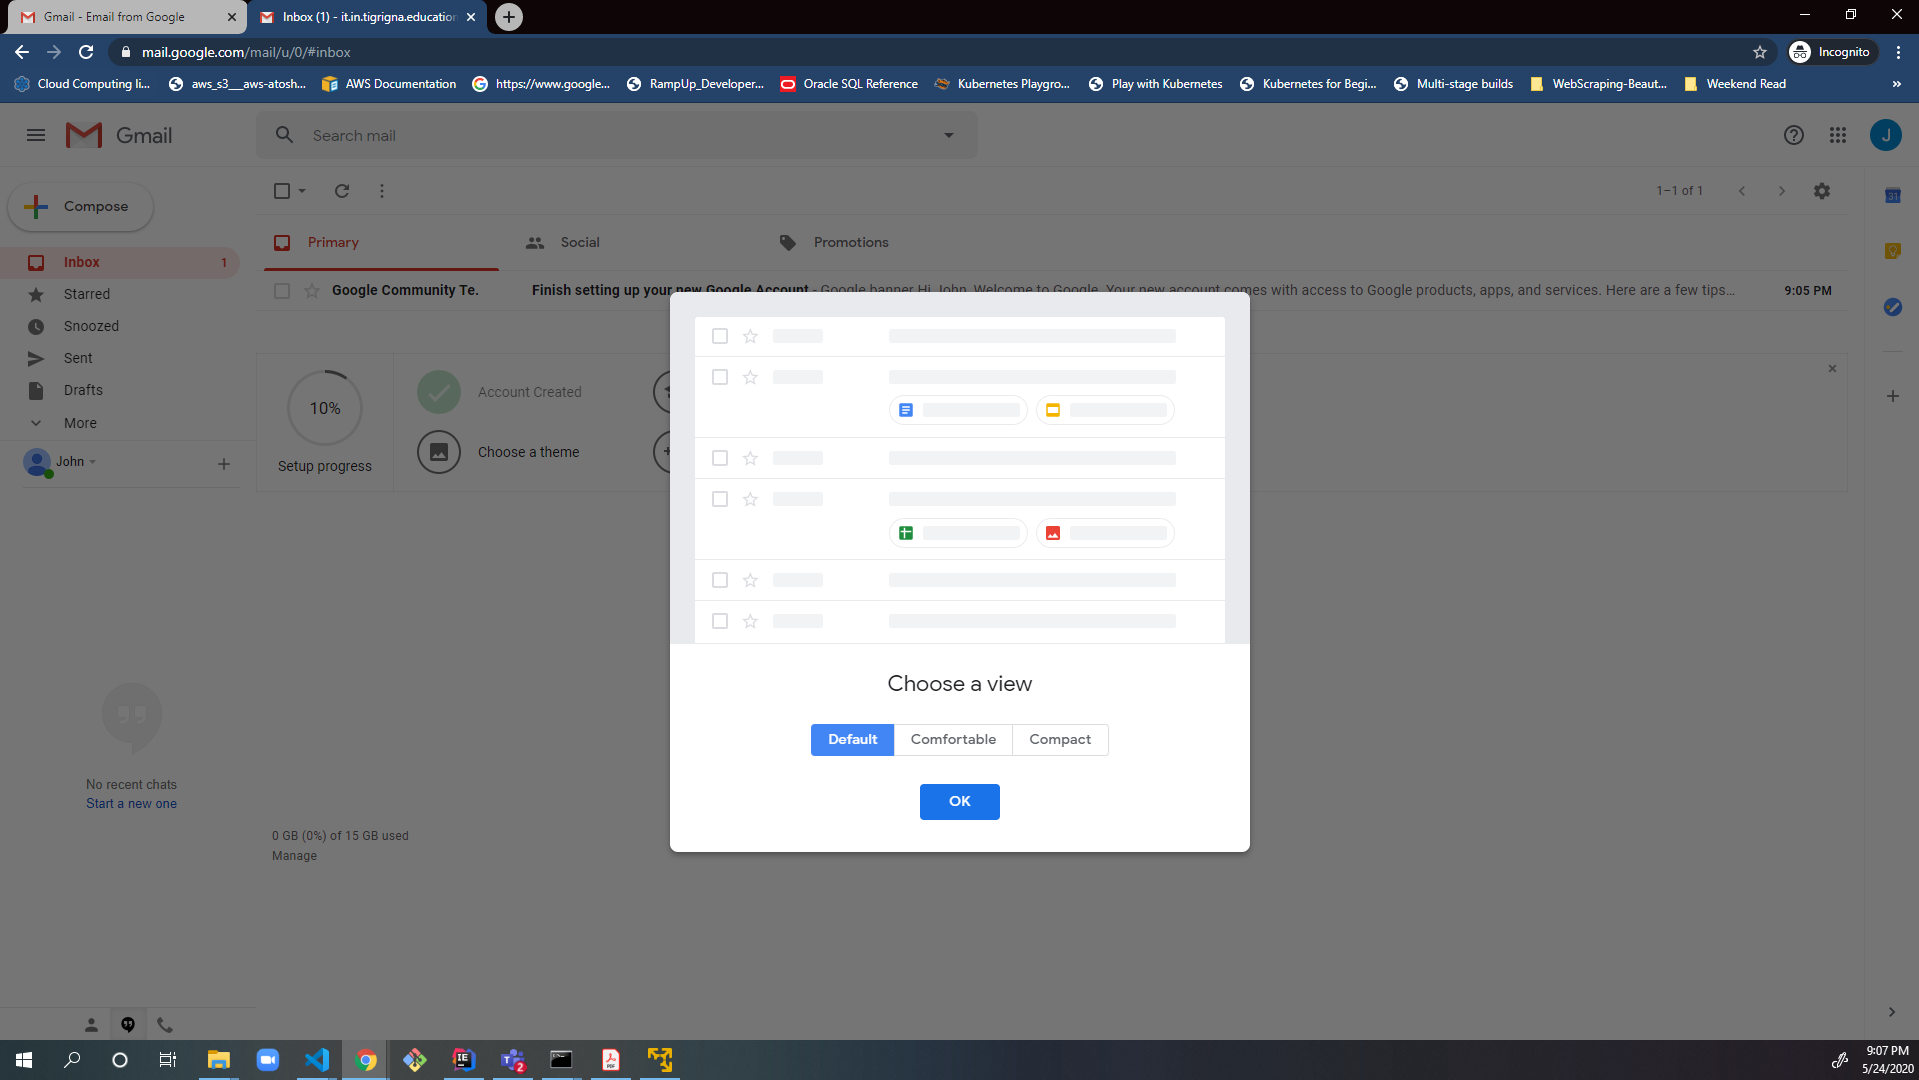 Gmail - Email from Google
Inbox (1) - it.in.tigrigna.education
mail.google.com/mail/u/0/#inbox
Incognito
Cloud Computing li...
aws_s3___aws-atosh...
AWS Documentation
https://www.google...
RampUp_Developer...
Oracle SQL Reference
Kubernetes Playgro...
Play with Kubernetes
Kubernetes for Begi...
Multi-stage builds
WebScraping-Beaut...
Weekend Read
»
Gmail
Search mail
J
Compose
1–1 of 1
31
Primary
Social
Promotions
Inbox 1
Starred
Snoozed
Sent
Drafts
More
Google Community Te.
Finish setting up your new Google Account - Google banner Hi John, Welcome to Google. Your new account comes with access to Google products, apps, and services. Here are a few tips...
9:05 PM
10%
Setup progress
Account Created
Choose a theme
John
Choose a view
Default
Comfortable
Compact
OK
No recent chats
Start a new one
0 GB (0%) of 15 GB used
Manage
IE
T
2
PDF
9:07 PM
5/24/2020